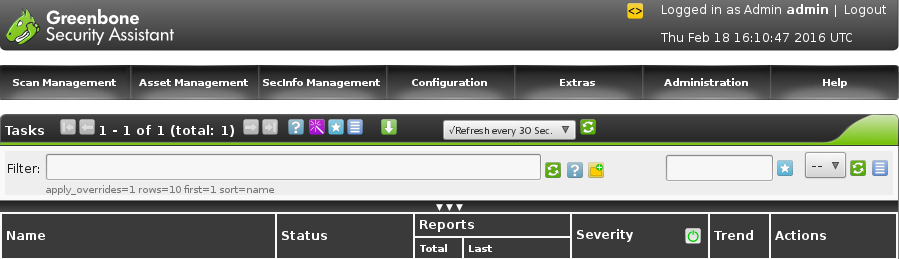 Greenbone
Security Assistant
<> Logged in as Admin admin | Logout
Thu Feb 18 16:10:47 2016 UTC
Scan Management Asset Management SecInfo Management Configuration Extras Administration Help
Tasks 1 - 1 of 1 (total: 1) ? √Refresh every 30 Sec.
Filter: ? --
apply_overrides=1 rows=10 first=1 sort=name
Name Status Reports Severity Trend Actions
Total Last